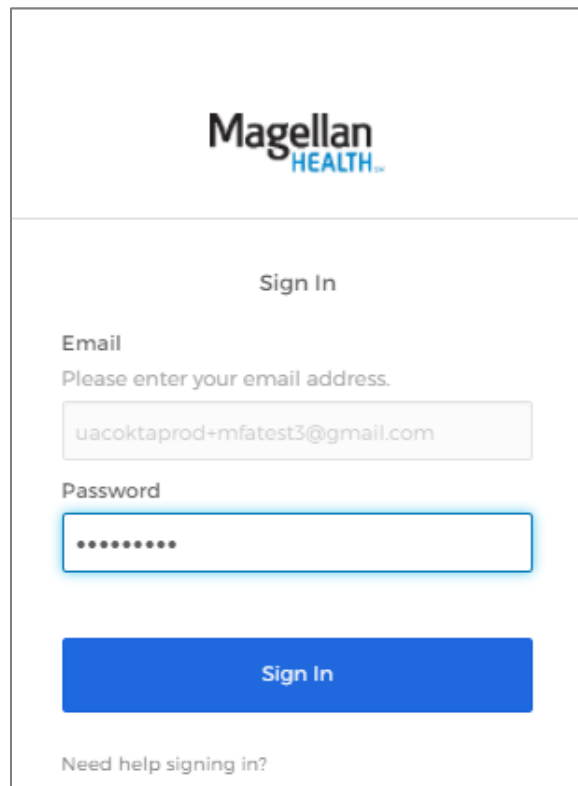 Magellan
HEALTH
Sign In
Email
Please enter your email address.
uacoktaprod+mfatest3@gmail.com
Password
•••••••••
Sign In
Need help signing in?